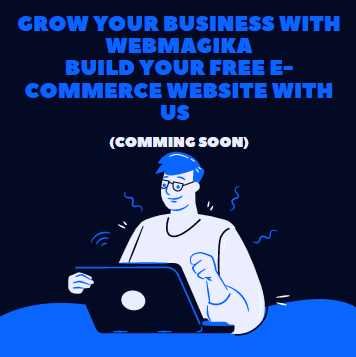 GROW YOUR BUSINESS WITH
WEBMAGIKA
BUILD YOUR FREE E-
COMMERCE WEBSITE WITH
US
(COMMING SOON)